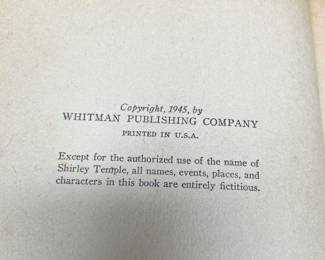 Copyright, 1945, by
WHITMAN PUBLISHING COMPANY
PRINTED IN U.S.A.
Except for the authorized use of the name of
Shirley Temple, all names, events, places, and
characters in this book are entirely fictitious.